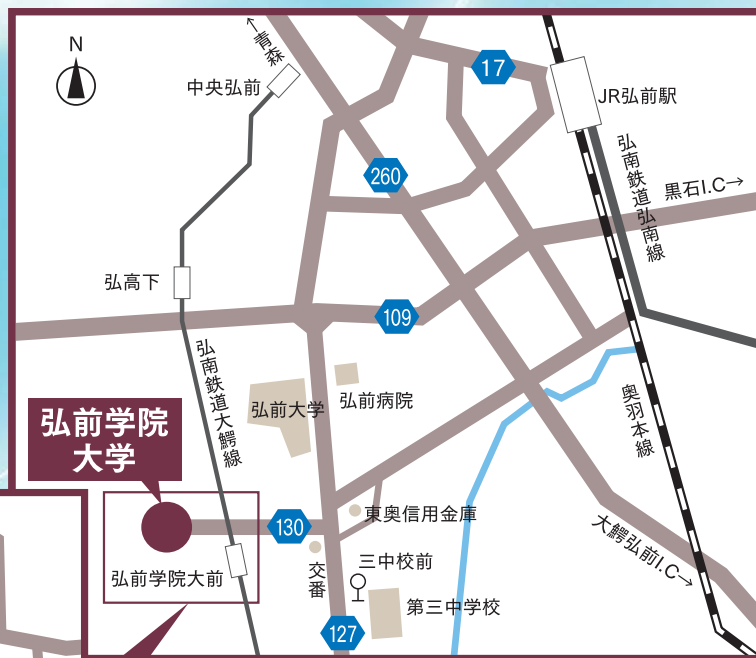 ←青森
N
中央弘前
17
JR弘前駅
弘南鉄道弘南線
260
黒石I.C→
弘高下
109
弘南鉄道大鰐線
弘前大学
弘前病院
奥羽本線
弘前学院
大学
130
東奥信用金庫
大鰐弘前I.C→
弘前学院大前
交番
三中校前
第三中学校
127